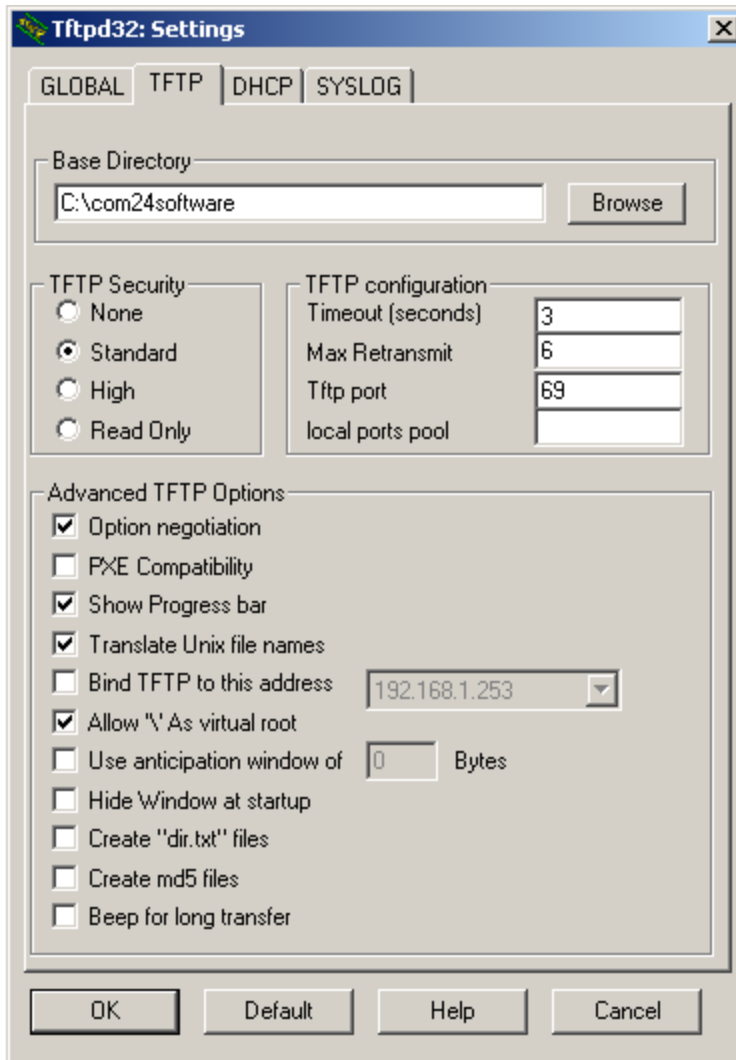 Tftpd32: Settings
GLOBAL TFTP DHCP SYSLOG
Base Directory
C:\com24software Browse
TFTP Security
None
Standard
High
Read Only
TFTP configuration
Timeout (seconds) 3
Max Retransmit 6
Tftp port 69
local ports pool
Advanced TFTP Options
Option negotiation
PXE Compatibility
Show Progress bar
Translate Unix file names
Bind TFTP to this address 192.168.1.253
Allow '\' As virtual root
Use anticipation window of 0 Bytes
Hide Window at startup
Create "dir.txt" files
Create md5 files
Beep for long transfer
OK Default Help Cancel